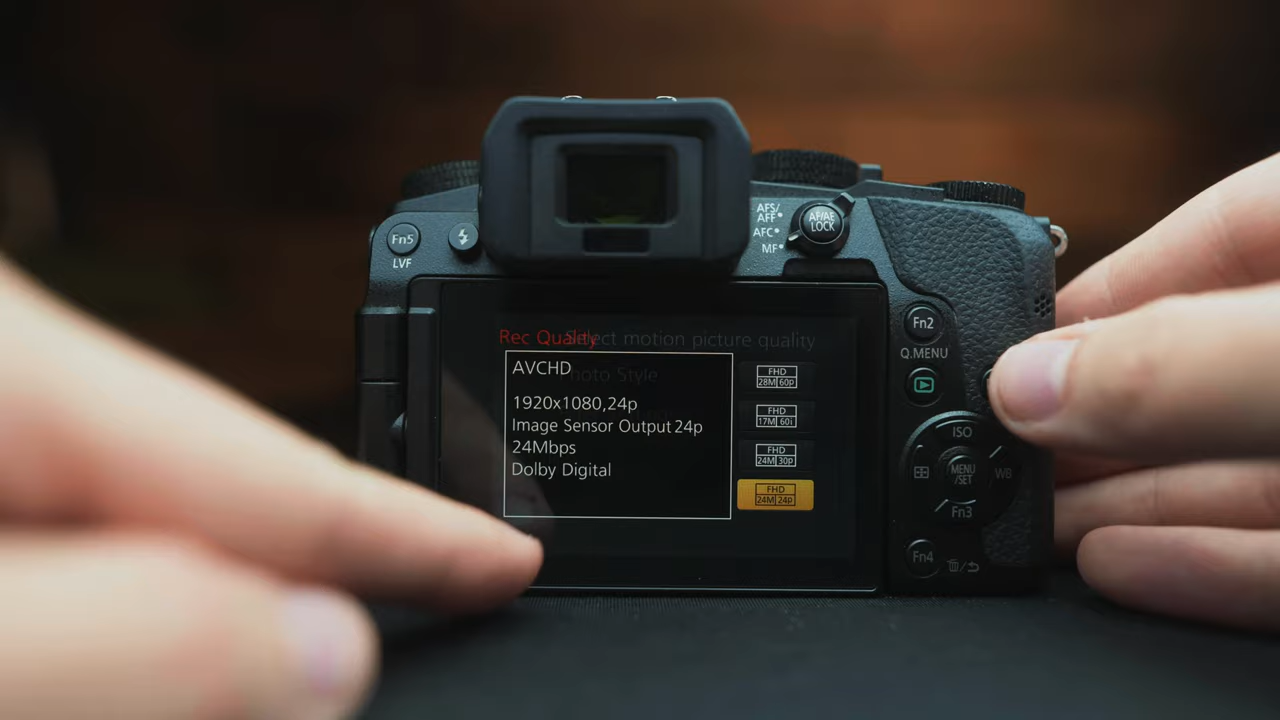 AFS/
AFF
AFC
MF
AF/AE
LOCK
Fn5
LVF
Fn2
Q.MENU
Rec Quality
Select motion picture quality
AVCHD
Photo Style
1920x1080,24p
Image Sensor Output 24p
24Mbps
Dolby Digital
FHD
28M 60p
FHD
17M 60i
FHD
24M 30p
FHD
24M 24p
ISO
MENU
/SET
WB
Fn3
Fn4